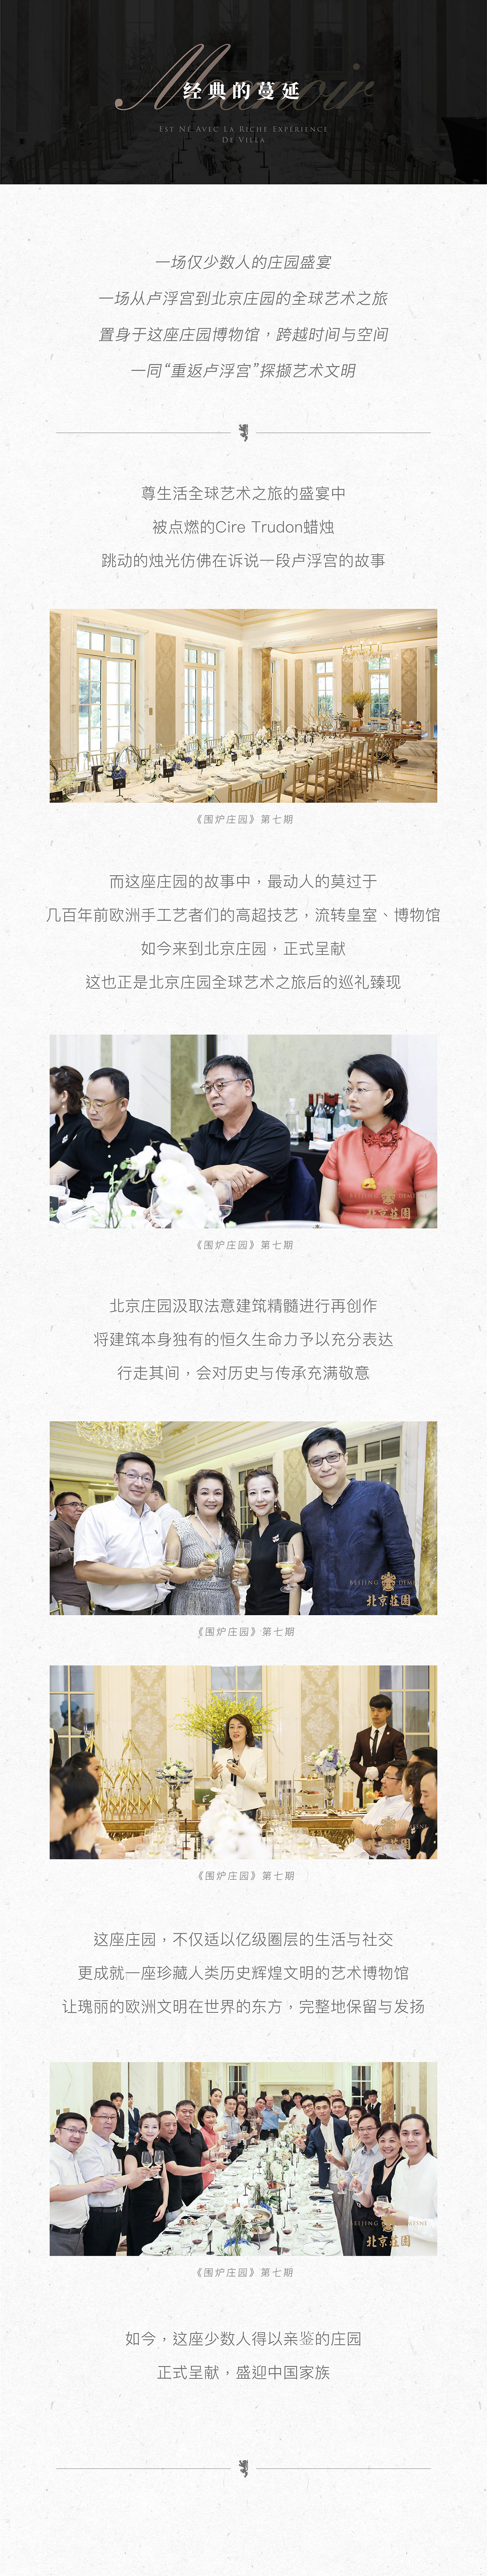 Manoir
经典的蔓延
Est Né Avec La Riche Expérience
De Villa
一场仅少数人的庄园盛宴
一场从卢浮宫到北京庄园的全球艺术之旅
置身于这座庄园博物馆，跨越时间与空间
一同“重返卢浮宫”探撷艺术文明
尊生活全球艺术之旅的盛宴中
被点燃的Cire Trudon蜡烛
跳动的烛光仿佛在诉说一段卢浮宫的故事
《围炉庄园》第七期
而这座庄园的故事中，最动人的莫过于
几百年前欧洲手工艺者们的高超技艺，流转皇室、博物馆
如今来到北京庄园，正式呈献
这也正是北京庄园全球艺术之旅后的巡礼臻现
BEIJING DEMESNE
北京莊園
《围炉庄园》第七期
北京庄园汲取法意建筑精髓进行再创作
将建筑本身独有的恒久生命力予以充分表达
行走其间，会对历史与传承充满敬意
BEIJING DEMESNE
北京莊園
《围炉庄园》第七期
北京莊園
《围炉庄园》第七期
这座庄园，不仅适以亿级圈层的生活与社交
更成就一座珍藏人类历史辉煌文明的艺术博物馆
让瑰丽的欧洲文明在世界的东方，完整地保留与发扬
BEIJING DEMESNE
北京莊園
《围炉庄园》第七期
如今，这座少数人得以亲鉴的庄园
正式呈献，盛迎中国家族